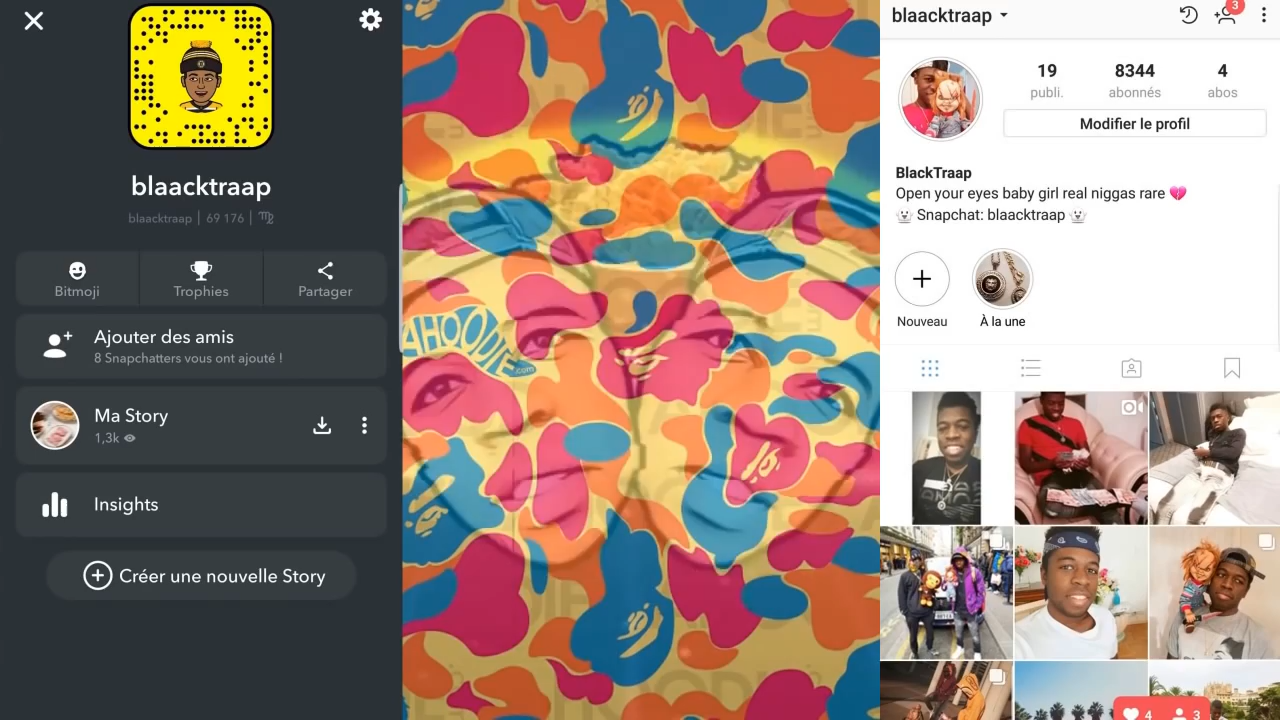 blaacktraap
blaacktraap | 69 176 |
Bitmoji
Trophies
Partager
Ajouter des amis
8 Snapchatters vous ont ajouté !
Ma Story
1,3k
Insights
Créer une nouvelle Story
AHOODIE
.com
blaacktraap
3
19
8344
4
publi.
abonnés
abos
Modifier le profil
BlackTraap
Open your eyes baby girl real niggas rare 💔
👻 Snapchat: blaacktraap 👻
Nouveau
À la une
4
3